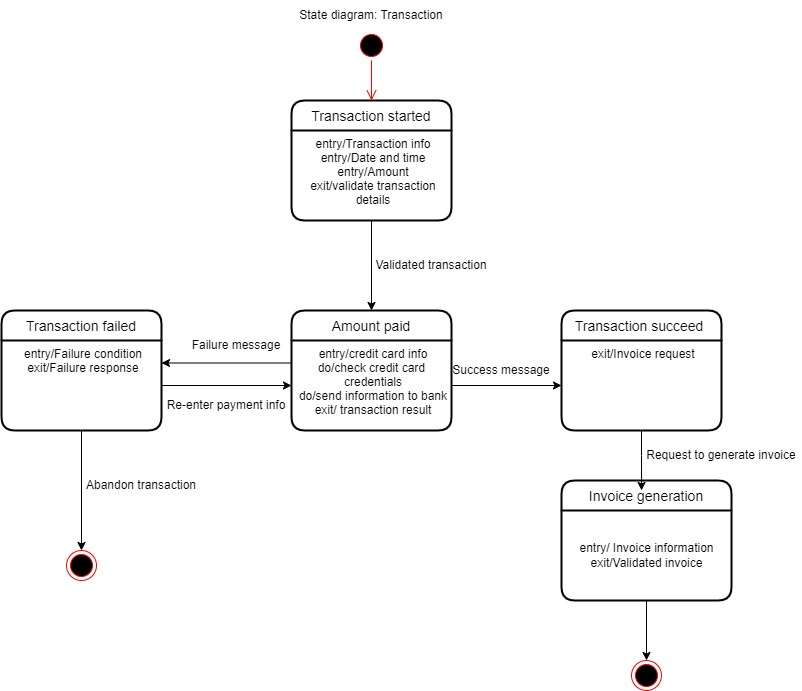 State diagram: Transaction
Transaction started
entry/Transaction info
entry/Date and time
entry/Amount
exit/validate transaction
details
Validated transaction
Transaction failed
entry/Failure condition
exit/Failure response
Failure message
Re-enter payment info
Amount paid
entry/credit card info
do/check credit card
credentials
do/send information to bank
exit/ transaction result
Success message
Transaction succeed
exit/Invoice request
Request to generate invoice
Abandon transaction
Invoice generation
entry/ Invoice information
exit/Validated invoice